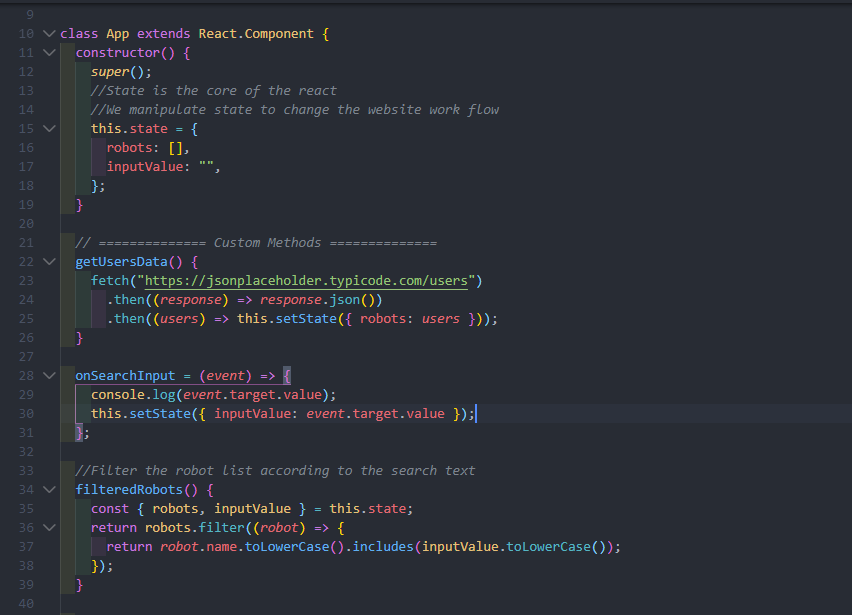 9
10 class App extends React.Component {
11 constructor() {
12 super();
13 //State is the core of the react
14 //We manipulate state to change the website work flow
15 this.state = {
16 robots: [],
17 inputValue: "",
18 };
19 }
20
21 // ============== Custom Methods ==============
22 getUsersData() {
23 fetch("https://jsonplaceholder.typicode.com/users")
24 .then((response) => response.json())
25 .then((users) => this.setState({ robots: users }));
26 }
27
28 onSearchInput = (event) => {
29 console.log(event.target.value);
30 this.setState({ inputValue: event.target.value });
31 };
32
33 //Filter the robot list according to the search text
34 filteredRobots() {
35 const { robots, inputValue } = this.state;
36 return robots.filter((robot) => {
37 return robot.name.toLowerCase().includes(inputValue.toLowerCase());
38 });
39 }
40